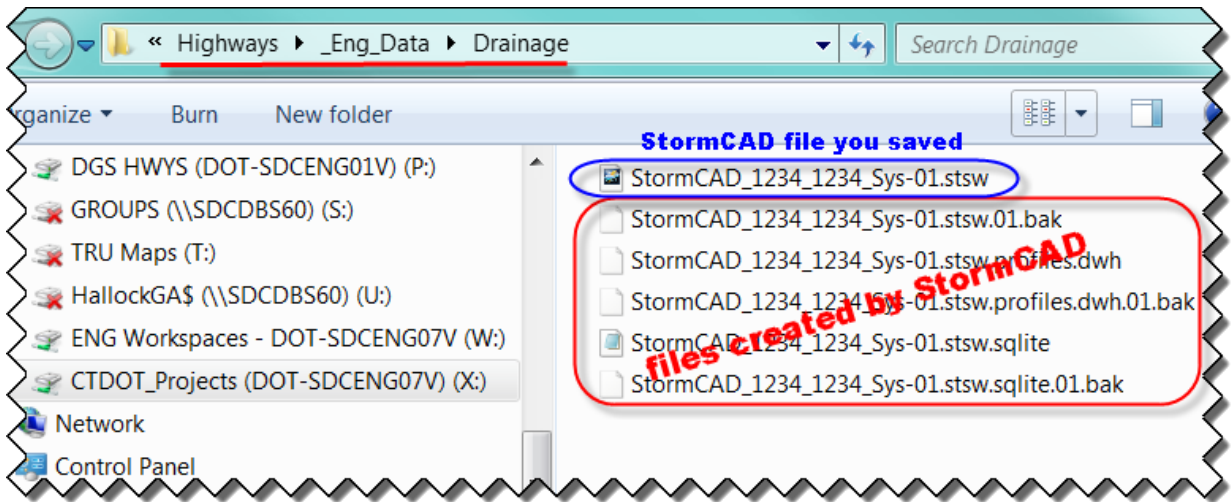 « Highways ▸ _Eng_Data ▸ Drainage
Search Drainage
rganize
Burn
New folder
DGS HWYS (DOT-SDCENG01V) (P:)
GROUPS (\\SDCDBS60) (S:)
TRU Maps (T:)
HallockGA$ (\\SDCDBS60) (U:)
ENG Workspaces - DOT-SDCENG07V (W:)
CTDOT_Projects (DOT-SDCENG07V) (X:)
Network
Control Panel
StormCAD file you saved
StormCAD_1234_1234_Sys-01.stsw
StormCAD_1234_1234_Sys-01.stsw.01.bak
StormCAD_1234_1234_Sys-01.stsw.profiles.dwh
StormCAD_1234_1234_Sys-01.stsw.profiles.dwh.01.bak
StormCAD_1234_1234_Sys-01.stsw.sqlite
StormCAD_1234_1234_Sys-01.stsw.sqlite.01.bak
files created by StormCAD